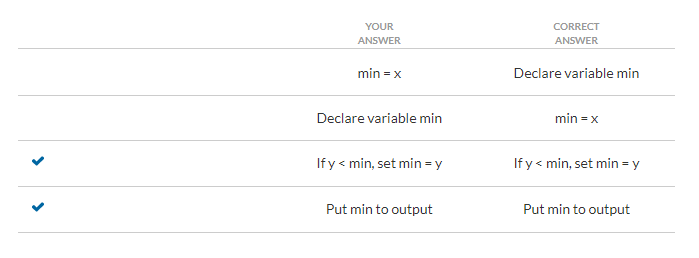 YOUR ANSWER CORRECT ANSWER
min = x Declare variable min
Declare variable min min = x
If y < min, set min = y If y < min, set min = y
Put min to output Put min to output